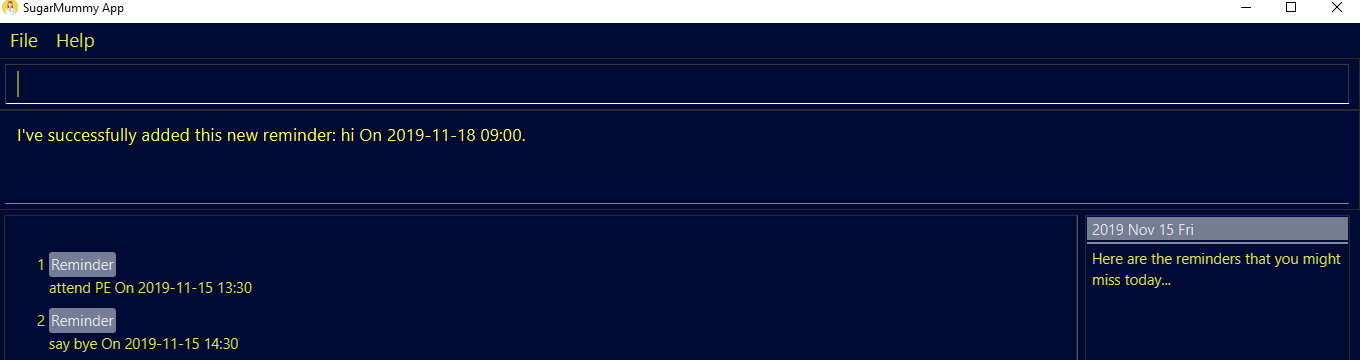 SugarMummy App
File Help
I've successfully added this new reminder: hi On 2019-11-18 09:00.
1 Reminder
attend PE On 2019-11-15 13:30
2 Reminder
say bye On 2019-11-15 14:30
2019 Nov 15 Fri
Here are the reminders that you might
miss today...